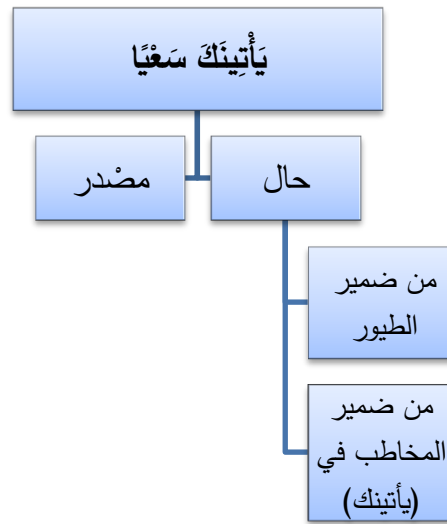 يَأْتِينَكَ سَعْيًا
حال
مصْدر
من ضمير
الطيور
من ضمير
المخاطب في
(يأتينك)